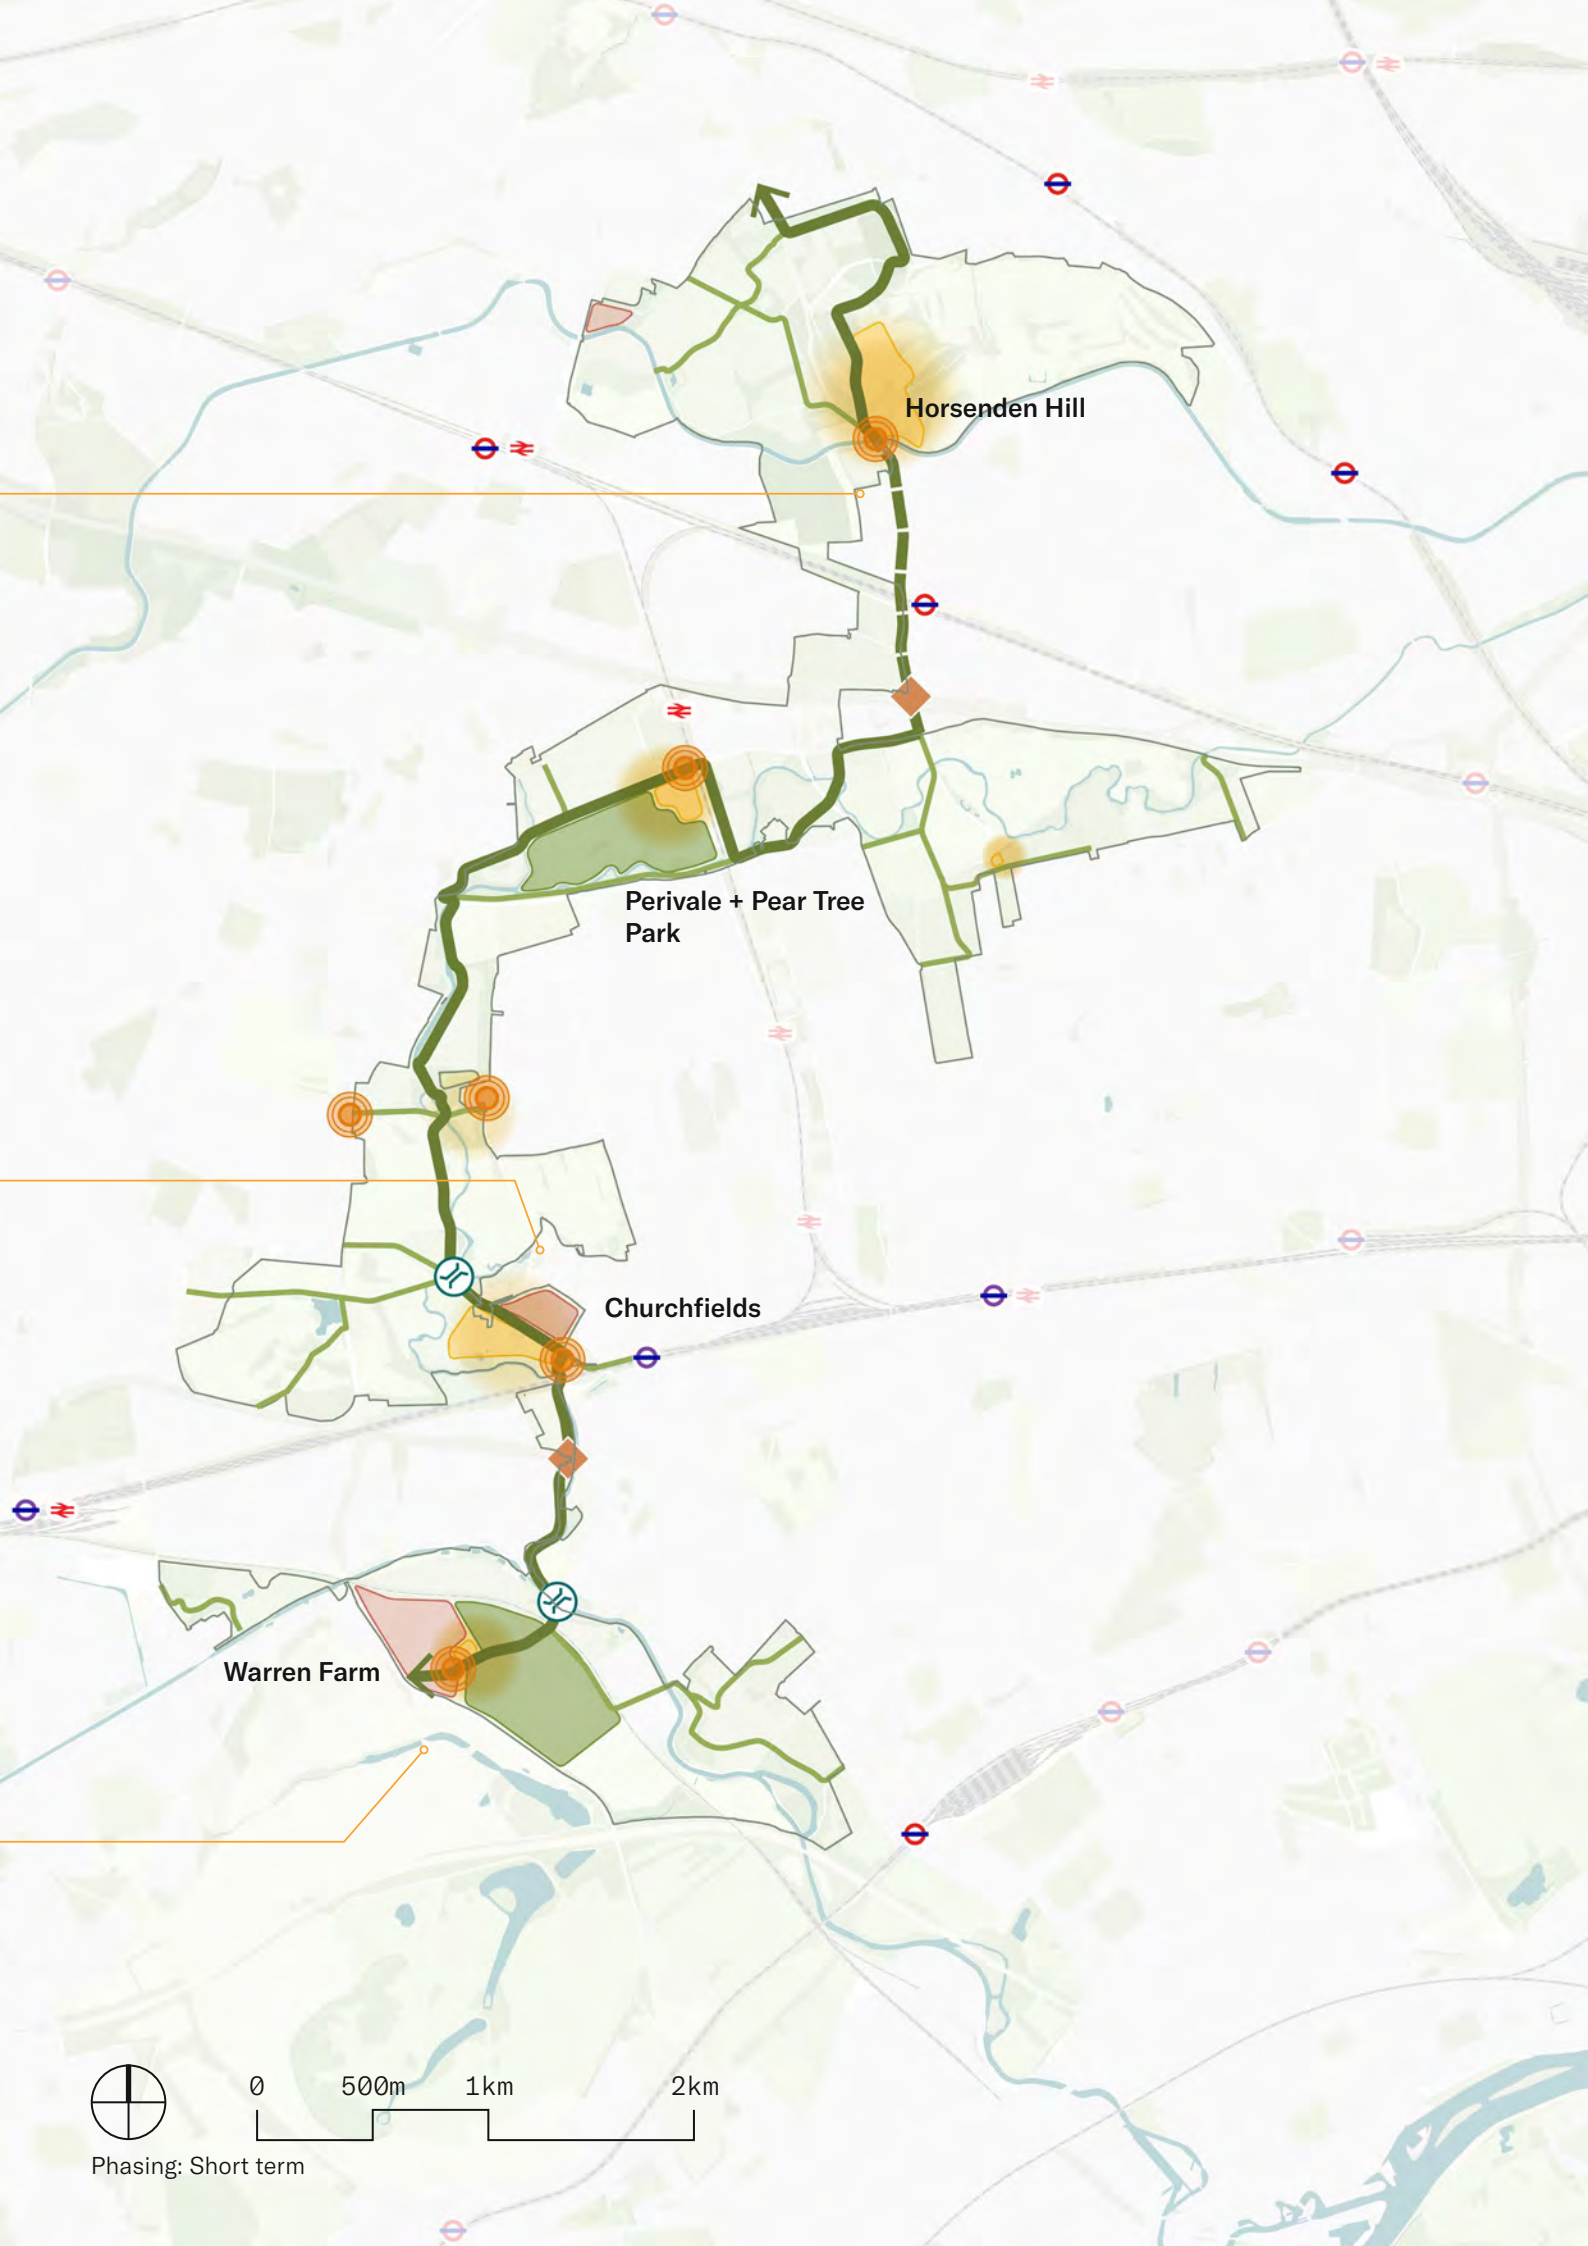 Horsenden Hill
Perivale + Pear Tree
Park
Churchfields
Warren Farm
0 500m 1km 2km
Phasing: Short term